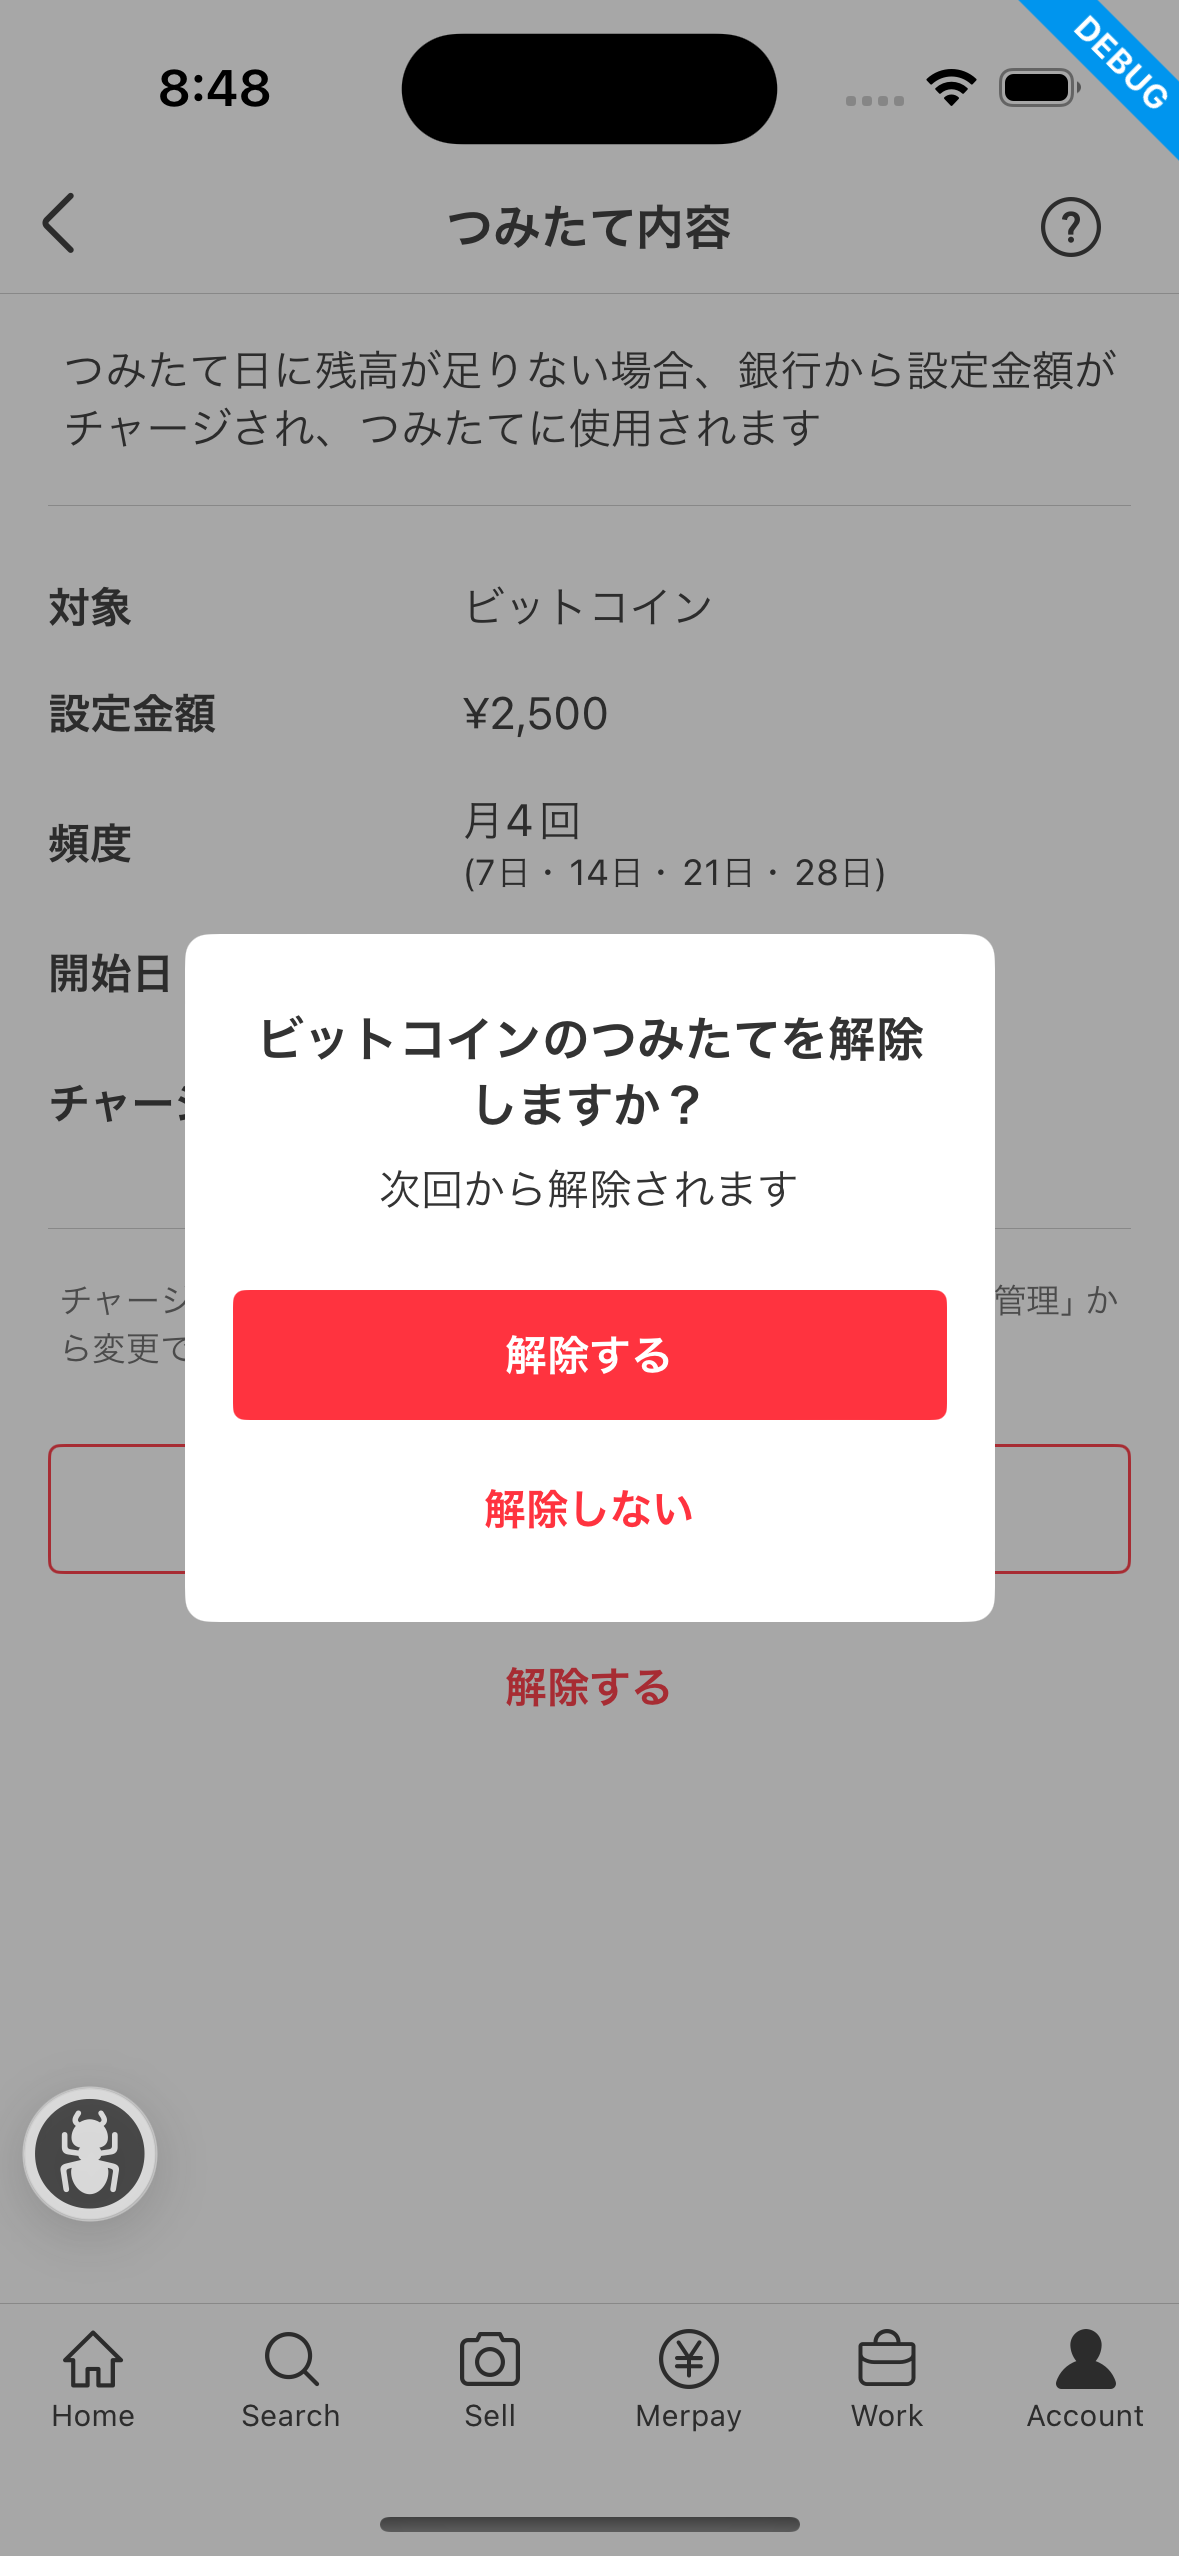 8:48
DEBUG
つみたて内容
?
つみたて日に残高が足りない場合、銀行から設定金額が
チャージされ、つみたてに使用されます
対象
ビットコイン
設定金額
¥2,500
頻度
月4回
(7日・14日・21日・28日)
開始日
チャージ
ビットコインのつみたてを解除
しますか？
次回から解除されます
チャージ
管理」か
ら変更で
解除する
解除しない
解除する
Home
Search
Sell
Merpay
Work
Account